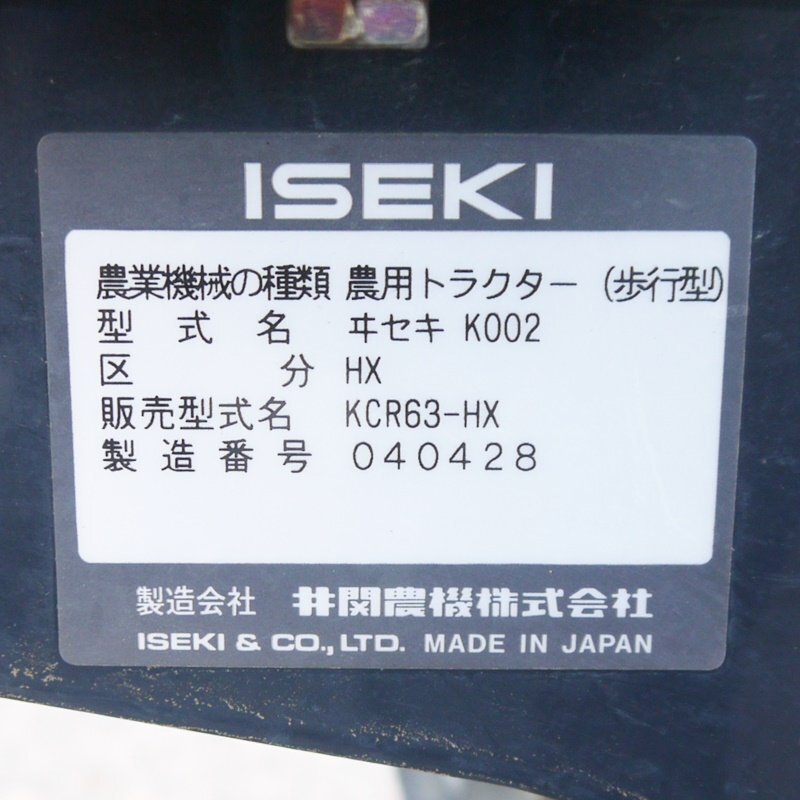 ISEKI
農業機械の種類 農用トラクター (歩行型)
型式名 ヰセキ K002
区分 HX
販売型式名 KCR63-HX
製造番号 040428
製造会社 井関農機株式会社
ISEKI & CO., LTD. MADE IN JAPAN